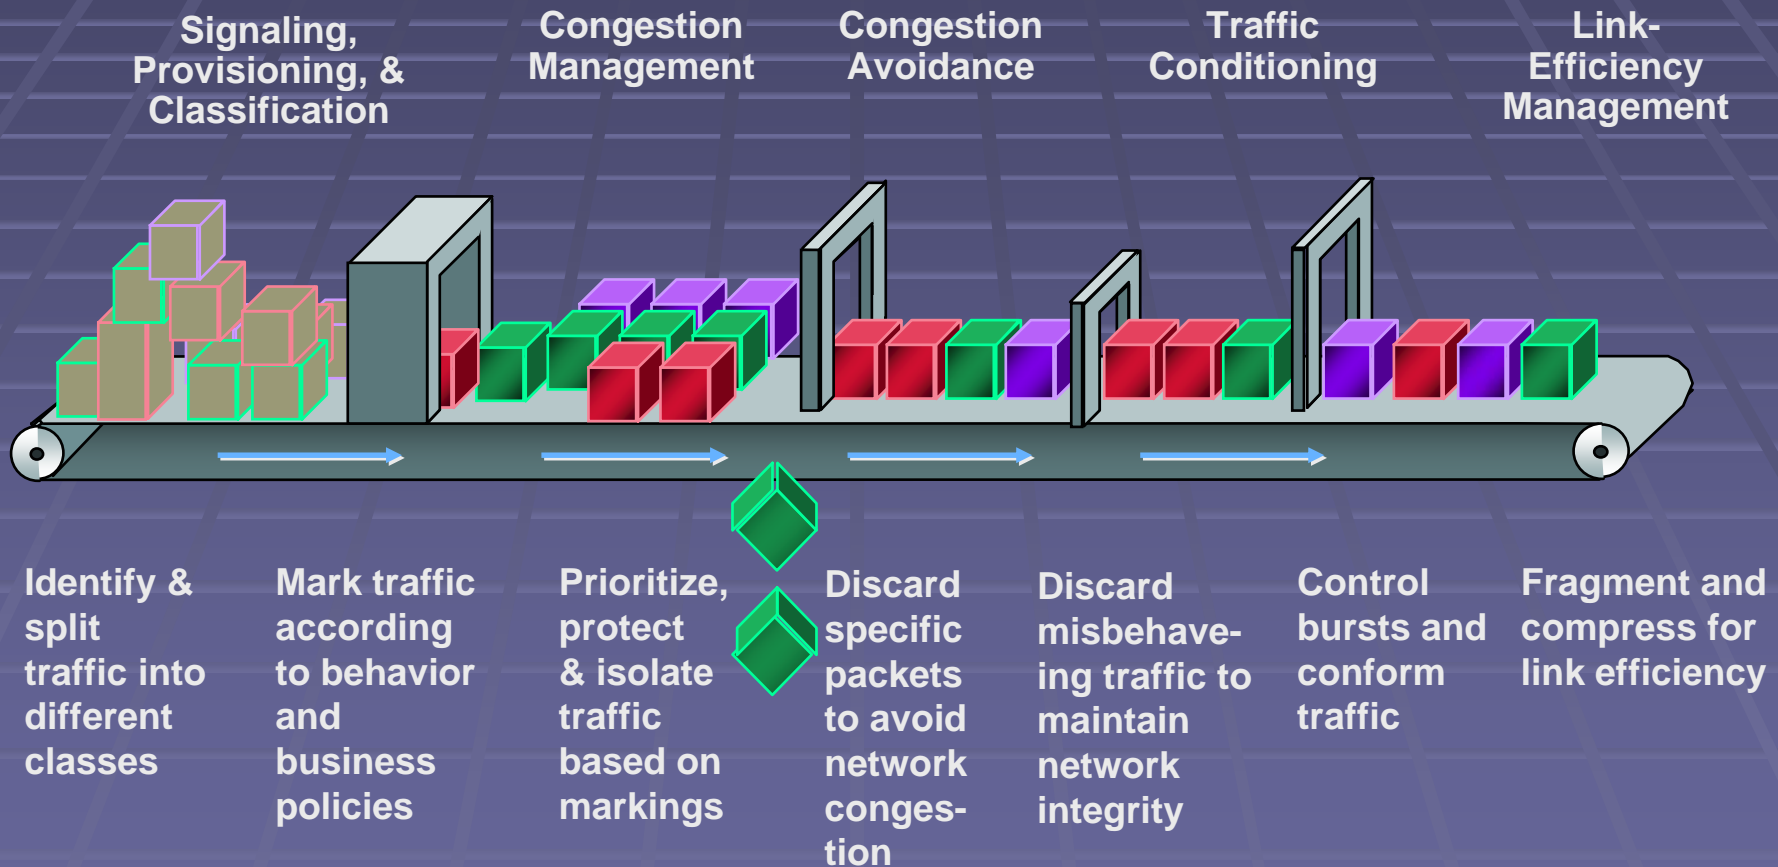 Signaling,
Provisioning, &
Classification
Congestion
Management
Congestion
Avoidance
Traffic
Conditioning
Link-
Efficiency
Management
Identify &
split
traffic into
different
classes
Mark traffic
according
to behavior
and
business
policies
Prioritize,
protect
& isolate
traffic
based on
markings
Discard
specific
packets
to avoid
network
conges-
tion
Discard
misbehave-
ing traffic to
maintain
network
integrity
Control
bursts and
conform
traffic
Fragment and
compress for
link efficiency